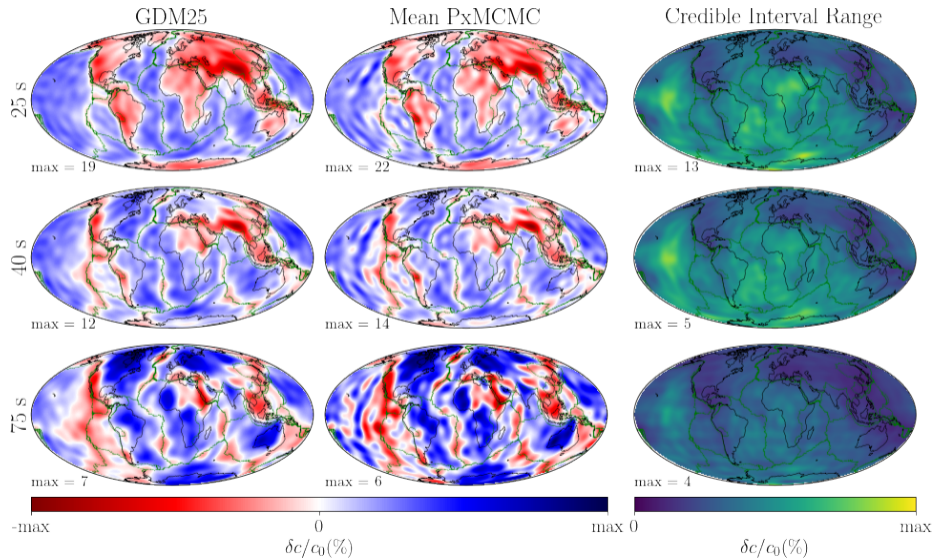 GDM25
Mean PxMCMC
Credible Interval Range
25 s
max = 19
max = 22
max = 13
40 s
max = 12
max = 14
max = 5
75 s
max = 7
max = 6
max = 4
-max
0
max
0
max
δc/c₀(%)
δc/c₀(%)